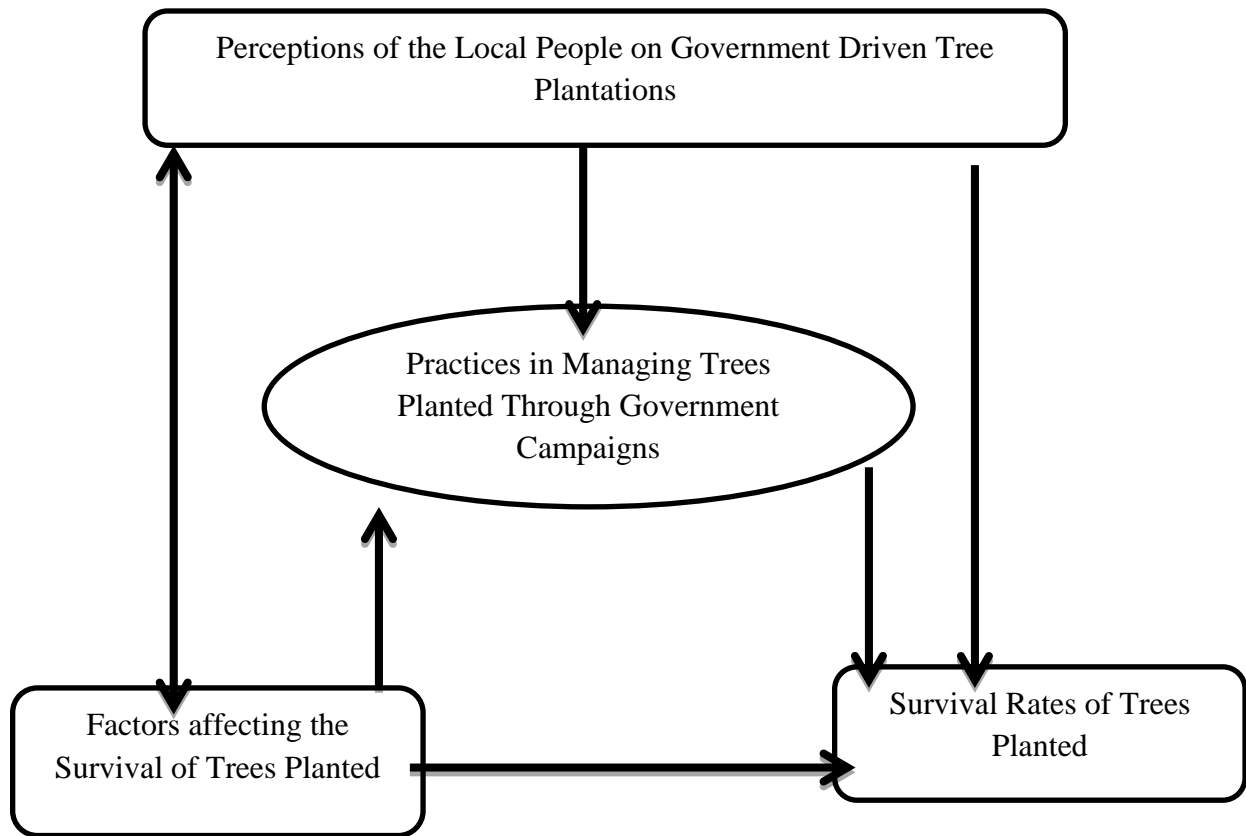 Perceptions of the Local People on Government Driven Tree
Plantations
Practices in Managing Trees
Planted Through Government
Campaigns
Factors affecting the
Survival of Trees Planted
Survival Rates of Trees
Planted